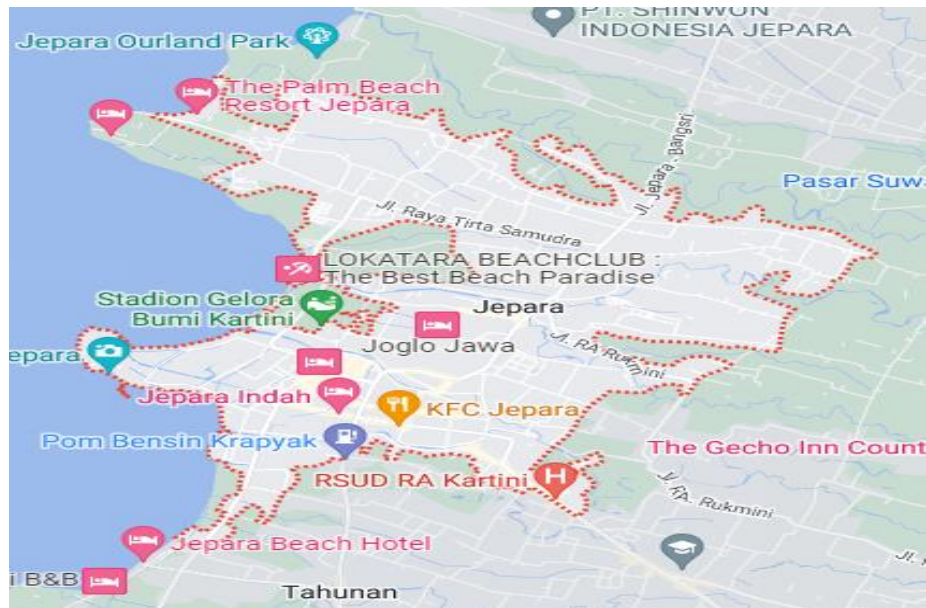 PT. SHINWON
INDONESIA JEPARA
Jepara Ourland Park
The Palm Beach
Resort Jepara
Jl. Jepara - Bangsri
Pasar Suwa
Jl. Raya Tirta Samudra
LOKATARA BEACHCLUB :
The Best Beach Paradise
Stadion Gelora
Bumi Kartini
Jepara
Joglo Jawa
Jl. RA Rukmini
epara
Jepara Indah
KFC Jepara
Pom Bensin Krapyak
The Gecho Inn Count
RSUD RA Kartini
H
Jl. RA. Rukmini
Jepara Beach Hotel
Jl.
i B&B
Tahunan